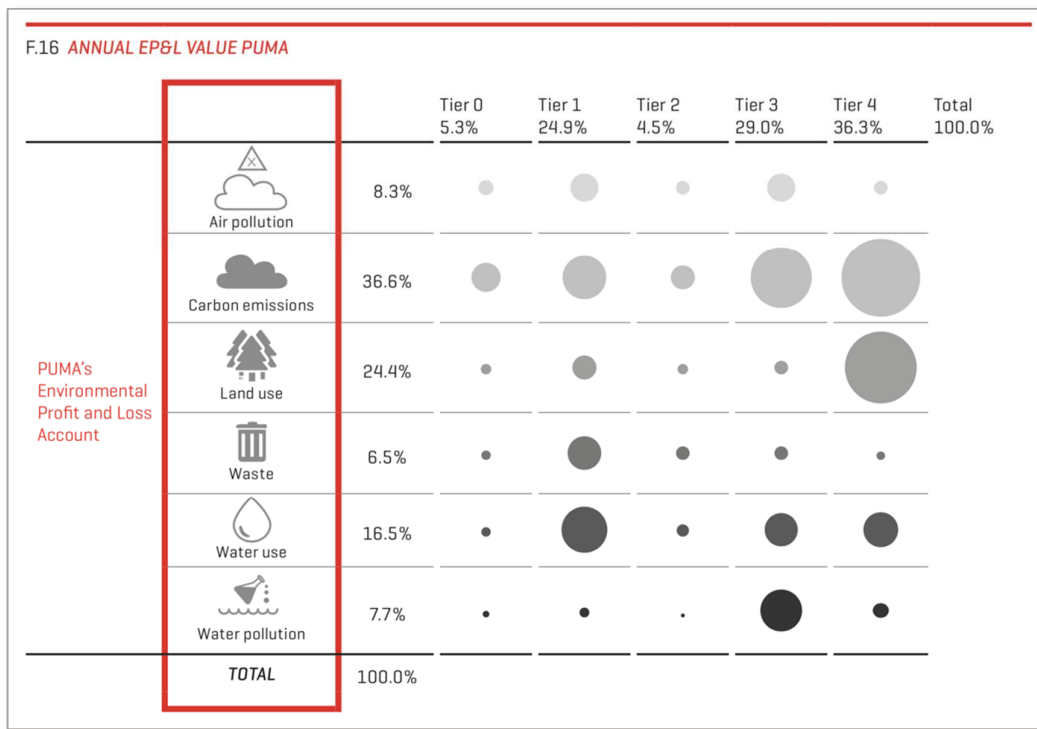 F.16 ANNUAL EP&L VALUE PUMA
Tier 0 Tier 1 Tier 2 Tier 3 Tier 4 Total
5.3% 24.9% 4.5% 29.0% 36.3% 100.0%
PUMA's
Environmental
Profit and Loss
Account
8.3%
Air pollution
36.6%
Carbon emissions
24.4%
Land use
6.5%
Waste
16.5%
Water use
7.7%
Water pollution
TOTAL 100.0%